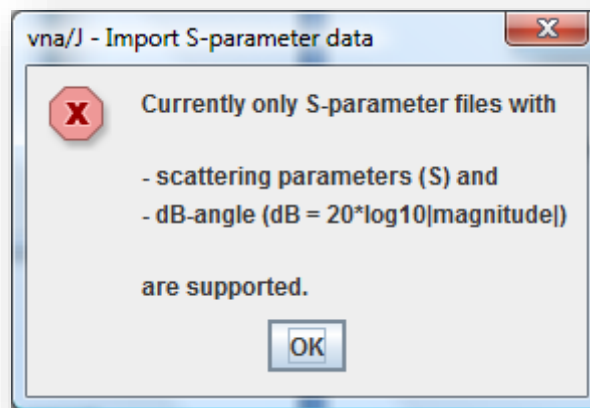 vna/J - Import S-parameter data
Currently only S-parameter files with
- scattering parameters (S) and
- dB-angle (dB = 20*log10|magnitude|)
are supported.
OK